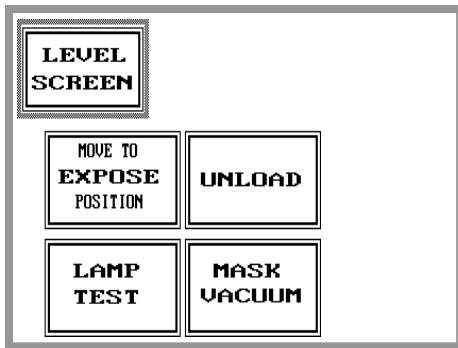 LEVEL
SCREEN
MOVE TO
EXPOSE
POSITION
UNLOAD
LAMP
TEST
MASK
VACUUM